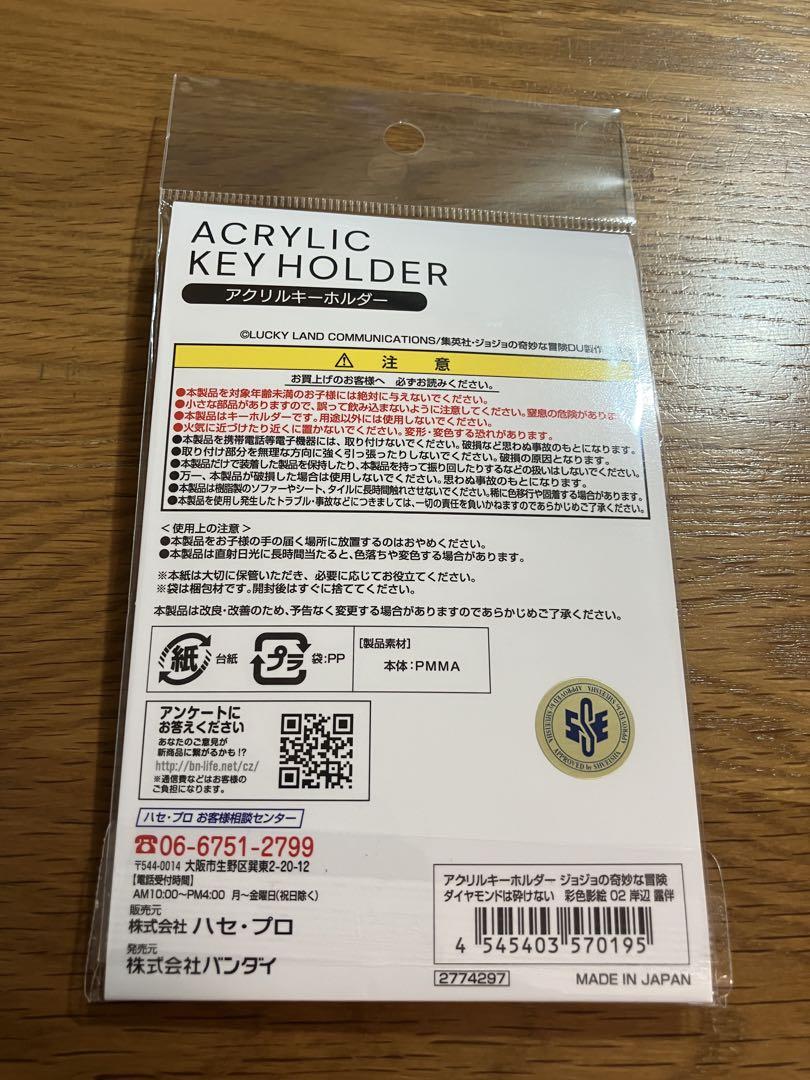 ACRYLIC
KEY HOLDER
アクリルキーホルダー
©LUCKY LAND COMMUNICATIONS/集英社・ジョジョの奇妙な冒険DU製作
注 意
お買上げのお客様へ 必ずお読みください。
●本製品を対象年齢未満のお子様には絶対に与えないでください。
●小さな部品がありますので、誤って飲み込まないように注意してください。窒息の危険がありま
●本製品はキーホルダーです。用途以外には使用しないでください。
●火気に近づけたり近くに置かないでください。変形・変色する恐れがあります。
●本製品を携帯電話等電子機器には、取り付けないでください。破損など思わぬ事故のもとになります。
●取り付け部分を無理な方向に強く引っ張ったりしないでください。破損の原因となります。
●本製品だけで装着した製品を保持したり、本製品を持って振り回したりするなどの扱いはしないでください。
●万一、本製品が破損した場合は使用しないでください。思わぬ事故のもとになります。
●本製品は樹脂製のソファーやシート、タイルに長時間触れさせないでください。稀に色移行や固着する場合があります。
●本製品を使用し発生したトラブル・事故などにつきましては、一切の責任を負いかねますのであらかじめご了承ください。
<使用上の注意>
●本製品をお子様の手の届く場所に放置するのはおやめください。
●本製品は直射日光に長時間当たると、色落ちや変色する場合があります。
※本紙は大切に保管いただき、必要に応じてお役立てください。
※袋は梱包材です。開封後はすぐに捨ててください。
本製品は改良・改善のため、予告なく変更する場合がありますのであらかじめご了承ください。
紙 台紙 プラ 袋:PP
[製品素材]
本体:PMMA
アンケートに
お答えください
あなたのご意見が
新商品に繋がるかも!?
http://bn-life.net/cz/
※通信費などはお客様の
ご負担になります。
APPROVED by SHUEISHA
SSE
APPROVED by SHUEISHA
ハセ・プロ お客様相談センター
☎06-6751-2799
〒544-0014 大阪市生野区巽東2-20-12
【電話受付時間】
AM10:00~PM4:00 月~金曜日(祝日除く)
販売元
株式会社 ハセ・プロ
発売元
株式会社バンダイ
アクリルキーホルダー ジョジョの奇妙な冒険
ダイヤモンドは砕けない 彩色影絵 02 岸辺 露伴
4 545403 570195
2774297
MADE IN JAPAN